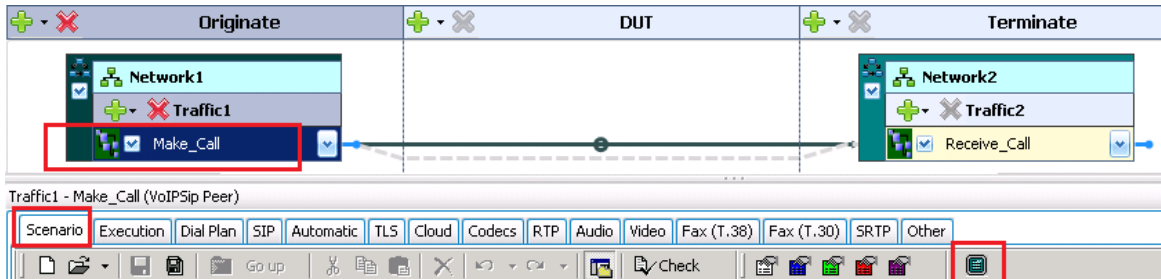 Originate DUT Terminate
Network1 Network2
Traffic1 Traffic2
Make_Call Receive_Call
Traffic1 - Make_Call (VoIPSip Peer)
Scenario Execution Dial Plan SIP Automatic TLS Cloud Codecs RTP Audio Video Fax (T.38) Fax (T.30) SRTP Other
Go up Check